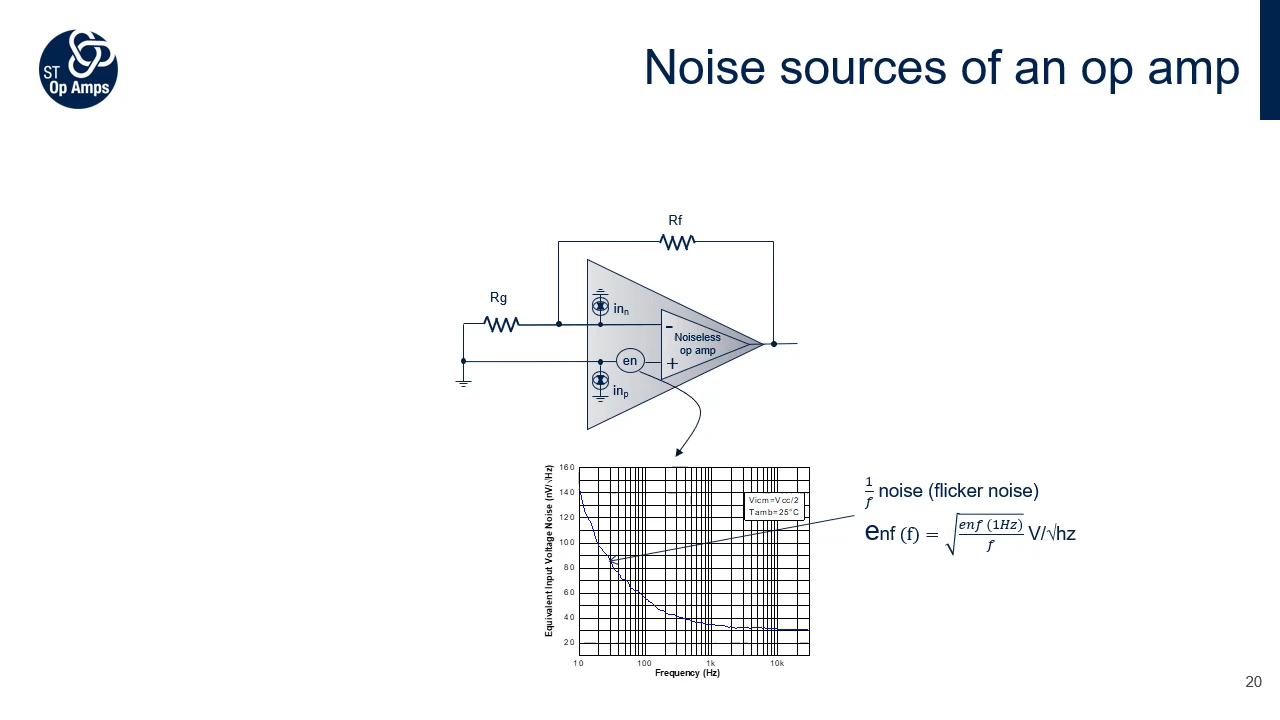 ST
Op Amps
Noise sources of an op amp
Rf
Rg
inn
-
Noiseless
op amp
en
+
inp
Equivalent Input Voltage Noise (nV/√Hz)
160
140
120
100
80
60
40
20
Vicm=Vcc/2
Tamb=25°C
10 100 1k 10k
Frequency (Hz)
1/f noise (flicker noise)
enf (f) = √(enf (1Hz)/f) V/√hz
20